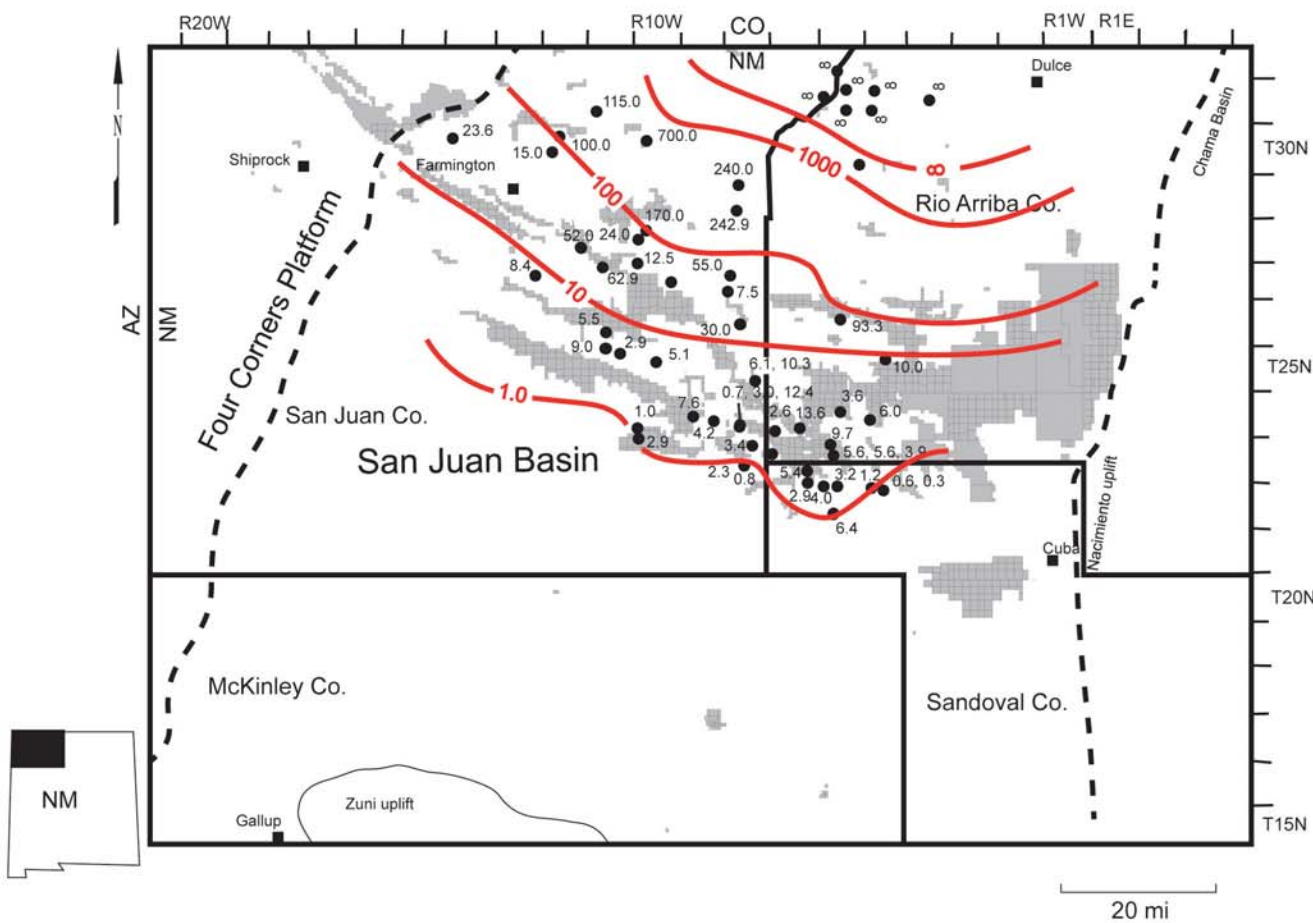 R20W R10W CO R1W R1E
NM
Dulce
∞ ∞ ∞ ∞ ∞ ∞ ∞
115.0
23.6
100.0 700.0
15.0
1000
T30N
Shiprock
Farmington
240.0
∞
Chama Basin
N
100
Rio Arriba Co.
170.0
242.9
52.0 24.0
12.5
8.4
62.9
55.0
10
7.5
Four Corners Platform
AZ
NM
5.5
30.0
93.3
9.0 2.9
5.1
6.1, 10.3
10.0
T25N
1.0
0.7, 3.0, 12.4
3.6
San Juan Co.
1.0
7.6
2.6 13.6
6.0
4.2
9.7
San Juan Basin
2.9
3.4
5.6, 5.6, 3.9
2.3
0.8
5.4
3.2 1.2
0.6, 0.3
2.9 4.0
6.4
Nacimiento uplift
Cuba
T20N
McKinley Co.
Sandoval Co.
NM
Zuni uplift
Gallup
T15N
20 mi